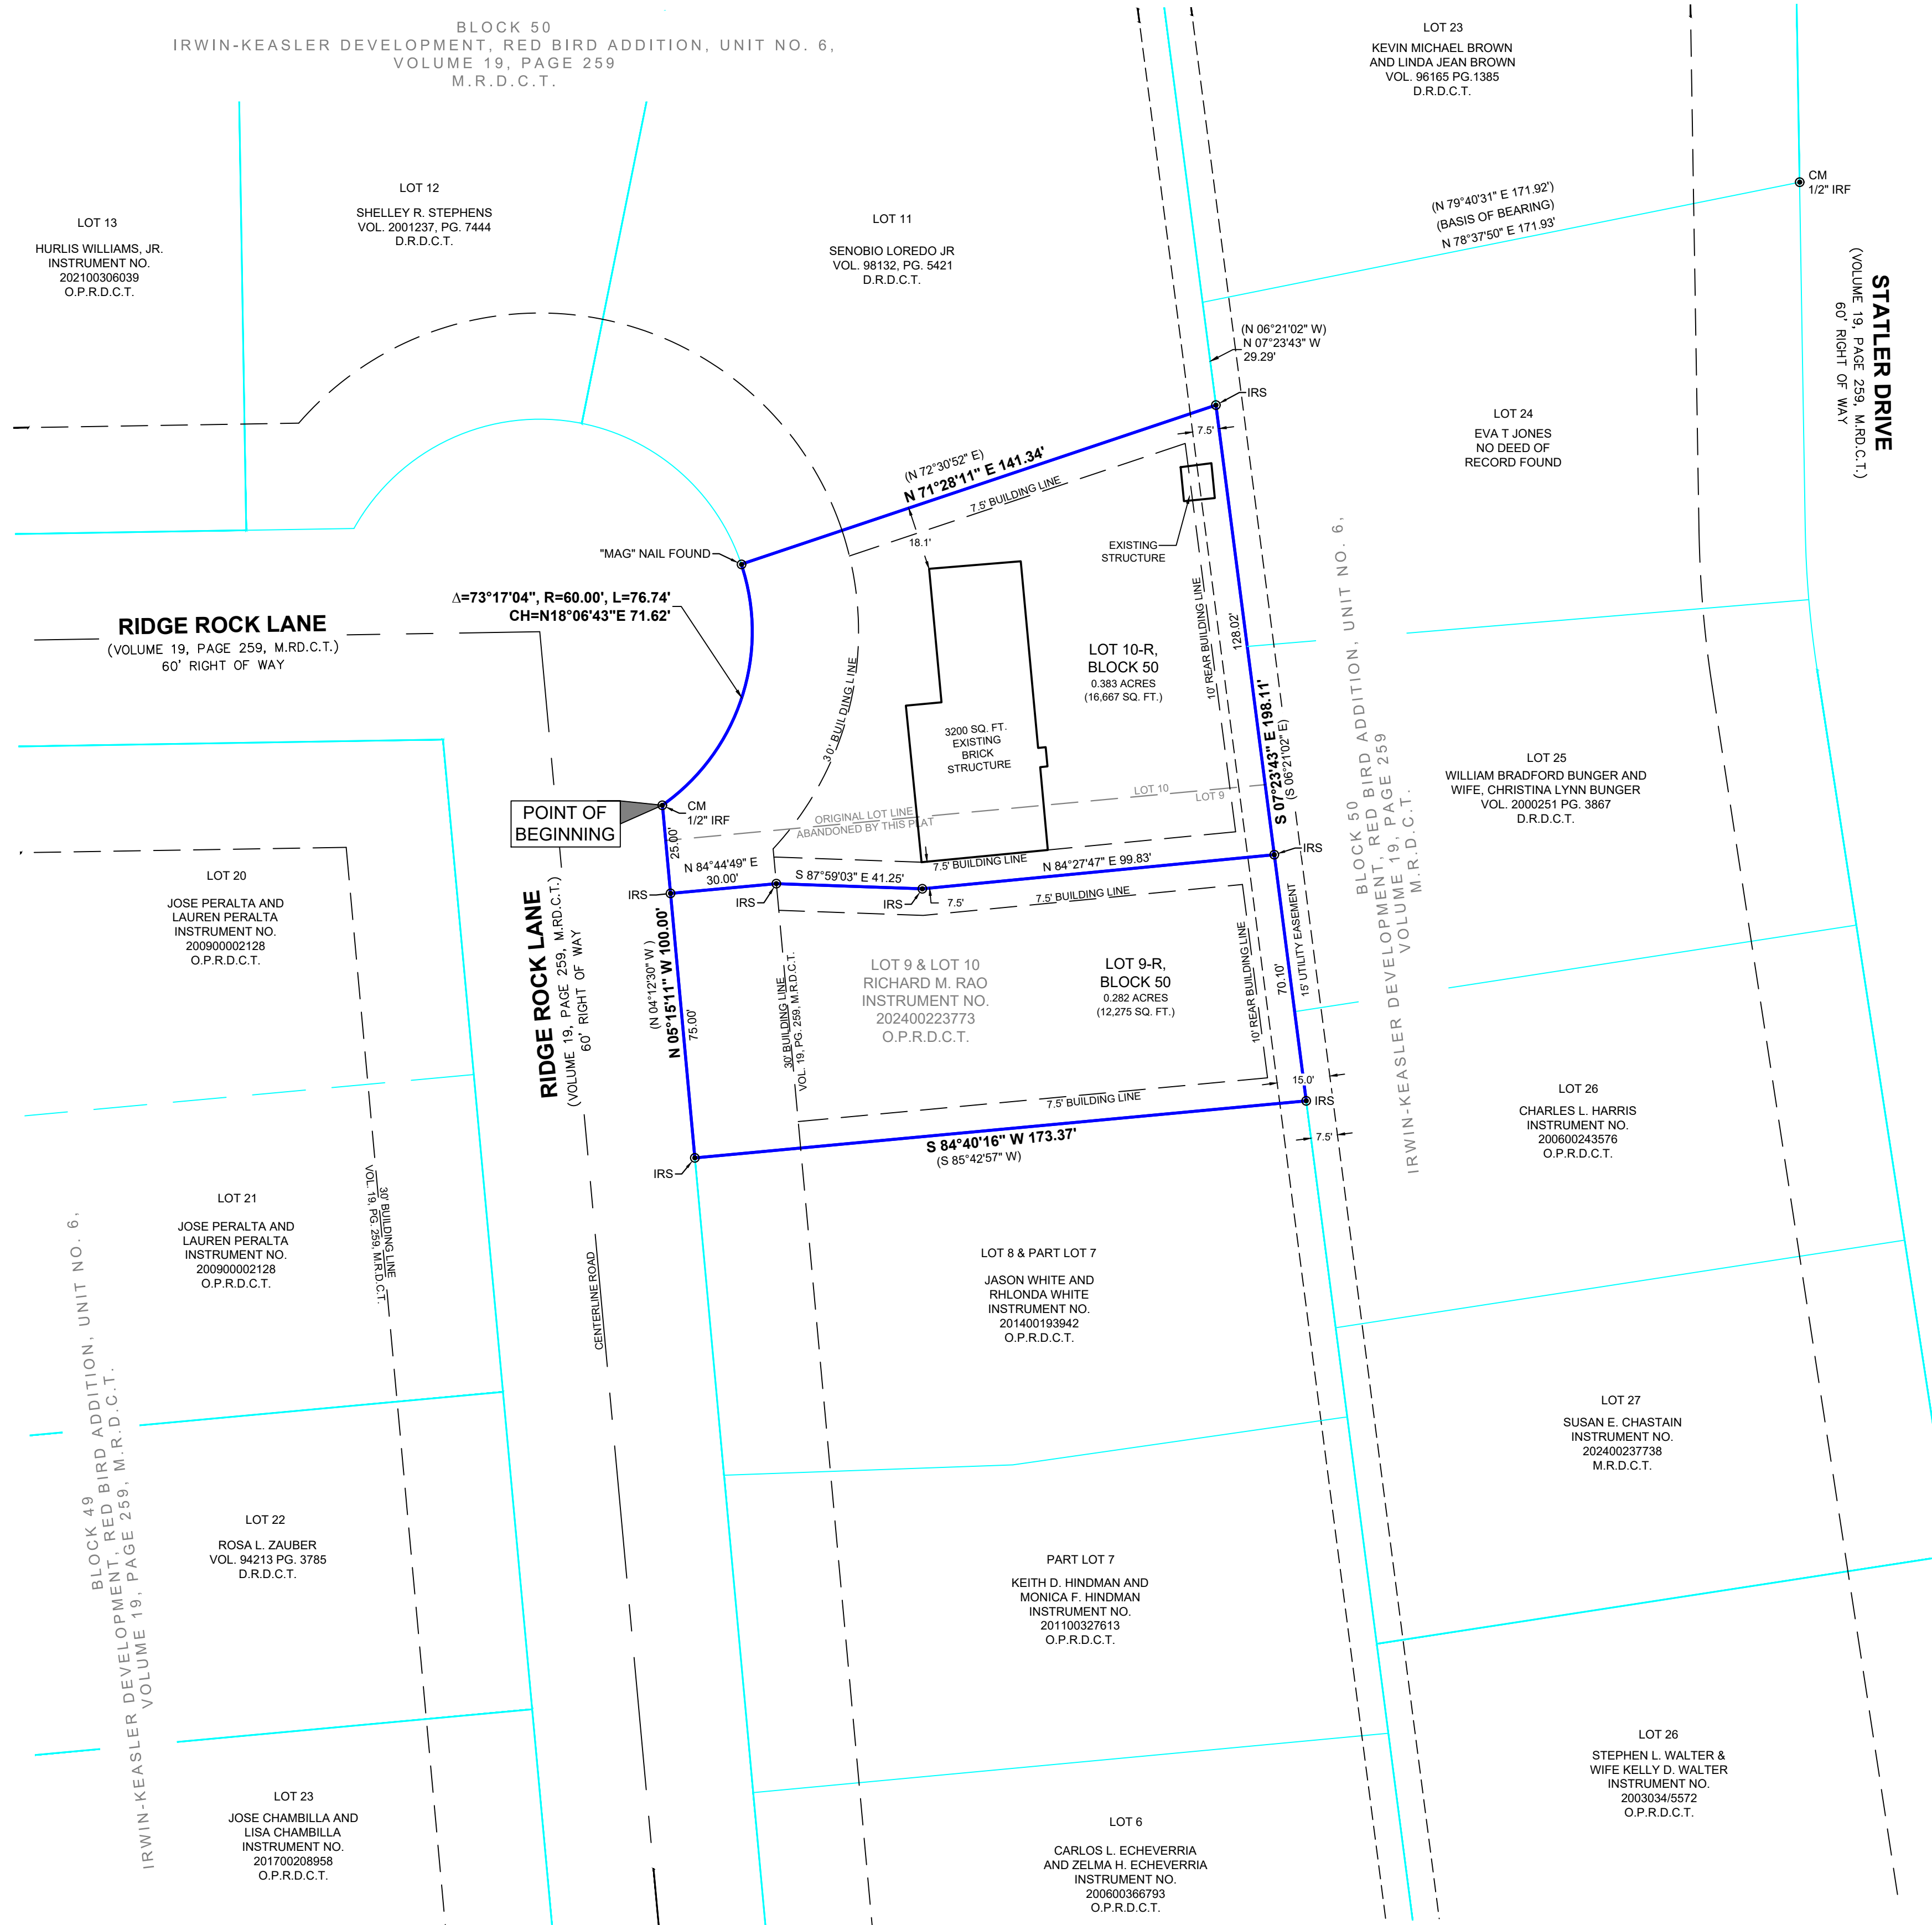 BLOCK 50
IRWIN-KEASLER DEVELOPMENT, RED BIRD ADDITION, UNIT NO. 6,
VOLUME 19, PAGE 259
M.R.D.C.T.
LOT 23
KEVIN MICHAEL BROWN
AND LINDA JEAN BROWN
VOL. 96165 PG.1385
D.R.D.C.T.
LOT 13
HURLIS WILLIAMS, JR.
INSTRUMENT NO.
202100306039
O.P.R.D.C.T.
LOT 12
SHELLEY R. STEPHENS
VOL. 2001237, PG. 7444
D.R.D.C.T.
LOT 11
SENOBIO LOREDO JR
VOL. 98132, PG. 5421
D.R.D.C.T.
(N 79°40'31" E 171.92')
(BASIS OF BEARING)
N 78°37'50" E 171.93'
CM
1/2" IRF
STATLER DRIVE
(VOLUME 19, PAGE 259, M.RD.C.T.)
60' RIGHT OF WAY
(N 06°21'02" W)
N 07°23'43" W
29.29'
IRS
7.5'
LOT 24
EVA T JONES
NO DEED OF
RECORD FOUND
(N 72°30'52" E)
N 71°28'11" E 141.34'
7.5' BUILDING LINE
18.1'
EXISTING
STRUCTURE
"MAG" NAIL FOUND
Δ=73°17'04", R=60.00', L=76.74'
CH=N18°06'43"E 71.62'
RIDGE ROCK LANE
(VOLUME 19, PAGE 259, M.RD.C.T.)
60' RIGHT OF WAY
30' BUILDING LINE
10' REAR BUILDING LINE
128.02'
LOT 10-R,
BLOCK 50
0.383 ACRES
(16,667 SQ. FT.)
3200 SQ. FT.
EXISTING
BRICK
STRUCTURE
S 07°23'43" E 198.11'
(S 06°21'02" E)
BLOCK 50
IRWIN-KEASLER DEVELOPMENT, RED BIRD ADDITION, UNIT NO. 6,
VOLUME 19, PAGE 259
M.R.D.C.T.
LOT 25
WILLIAM BRADFORD BUNGER AND
WIFE, CHRISTINA LYNN BUNGER
VOL. 2000251 PG. 3867
D.R.D.C.T.
POINT OF
BEGINNING
CM
1/2" IRF
ORIGINAL LOT LINE
ABANDONED BY THIS PLAT
LOT 10
LOT 9
25.00'
N 84°44'49" E
30.00'
S 87°59'03" E 41.25'
7.5' BUILDING LINE
N 84°27'47" E 99.83'
IRS
IRS
IRS
IRS
7.5'
7.5' BUILDING LINE
LOT 20
JOSE PERALTA AND
LAUREN PERALTA
INSTRUMENT NO.
200900002128
O.P.R.D.C.T.
RIDGE ROCK LANE
(VOLUME 19, PAGE 259, M.RD.C.T.)
60' RIGHT OF WAY
(N 04°12'30" W )
N 05°15'11" W 100.00'
75.00'
30' BUILDING LINE
VOL. 19, PG. 259, M.R.D.C.T.
LOT 9 & LOT 10
RICHARD M. RAO
INSTRUMENT NO.
202400223773
O.P.R.D.C.T.
LOT 9-R,
BLOCK 50
0.282 ACRES
(12,275 SQ. FT.)
10' REAR BUILDING LINE
70.10'
15' UTILITY EASEMENT
15.0'
IRS
7.5'
7.5' BUILDING LINE
S 84°40'16" W 173.37'
(S 85°42'57" W)
IRS
LOT 26
CHARLES L. HARRIS
INSTRUMENT NO.
200600243576
O.P.R.D.C.T.
LOT 21
JOSE PERALTA AND
LAUREN PERALTA
INSTRUMENT NO.
200900002128
O.P.R.D.C.T.
30' BUILDING LINE
VOL. 19, PG. 259, M.R.D.C.T.
CENTERLINE ROAD
LOT 8 & PART LOT 7
JASON WHITE AND
RHLONDA WHITE
INSTRUMENT NO.
201400193942
O.P.R.D.C.T.
BLOCK 49
IRWIN-KEASLER DEVELOPMENT, RED BIRD ADDITION, UNIT NO. 6,
VOLUME 19, PAGE 259, M.R.D.C.T.
LOT 27
SUSAN E. CHASTAIN
INSTRUMENT NO.
202400237738
M.R.D.C.T.
LOT 22
ROSA L. ZAUBER
VOL. 94213 PG. 3785
D.R.D.C.T.
PART LOT 7
KEITH D. HINDMAN AND
MONICA F. HINDMAN
INSTRUMENT NO.
201100327613
O.P.R.D.C.T.
LOT 26
STEPHEN L. WALTER &
WIFE KELLY D. WALTER
INSTRUMENT NO.
2003034/5572
O.P.R.D.C.T.
LOT 23
JOSE CHAMBILLA AND
LISA CHAMBILLA
INSTRUMENT NO.
201700208958
O.P.R.D.C.T.
LOT 6
CARLOS L. ECHEVERRIA
AND ZELMA H. ECHEVERRIA
INSTRUMENT NO.
200600366793
O.P.R.D.C.T.